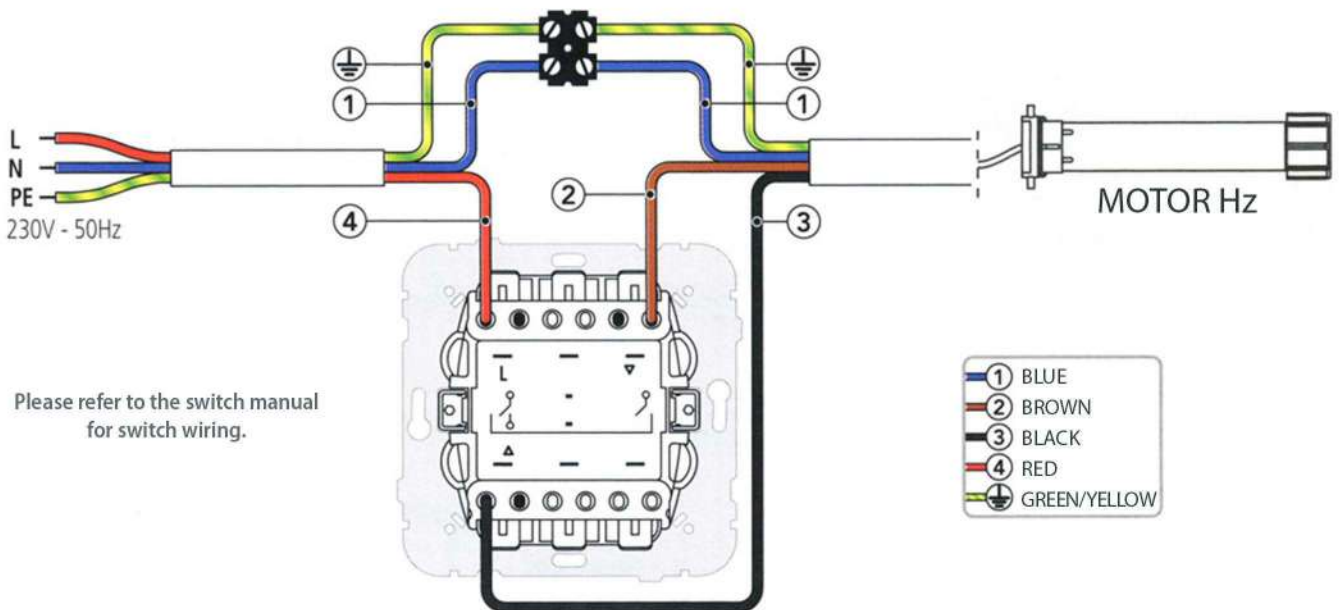 1
1
L
N
PE
230V - 50Hz
4
2
3
MOTOR Hz
L
Please refer to the switch manual
for switch wiring.
1 BLUE
2 BROWN
3 BLACK
4 RED
GREEN/YELLOW